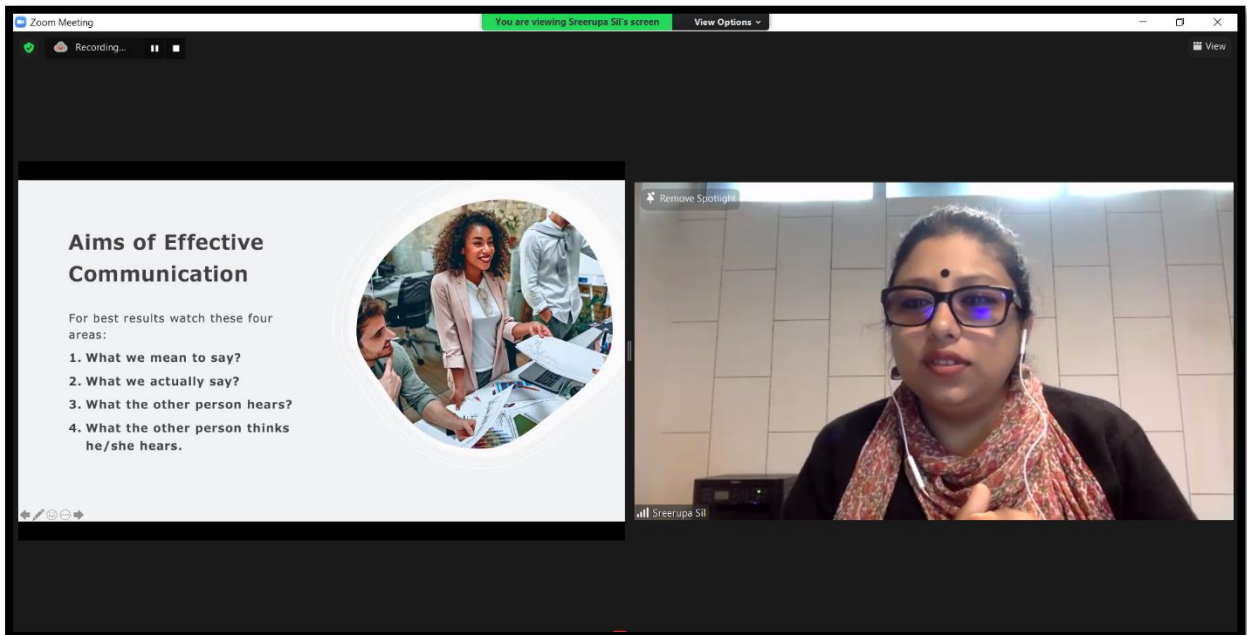 Zoom Meeting
You are viewing Sreerupa Sil's screen
View Options
Recording...
View
Aims of Effective
Communication
For best results watch these four
areas:
1. What we mean to say?
2. What we actually say?
3. What the other person hears?
4. What the other person thinks
he/she hears.
Remove Spotlight
Sreerupa Sil